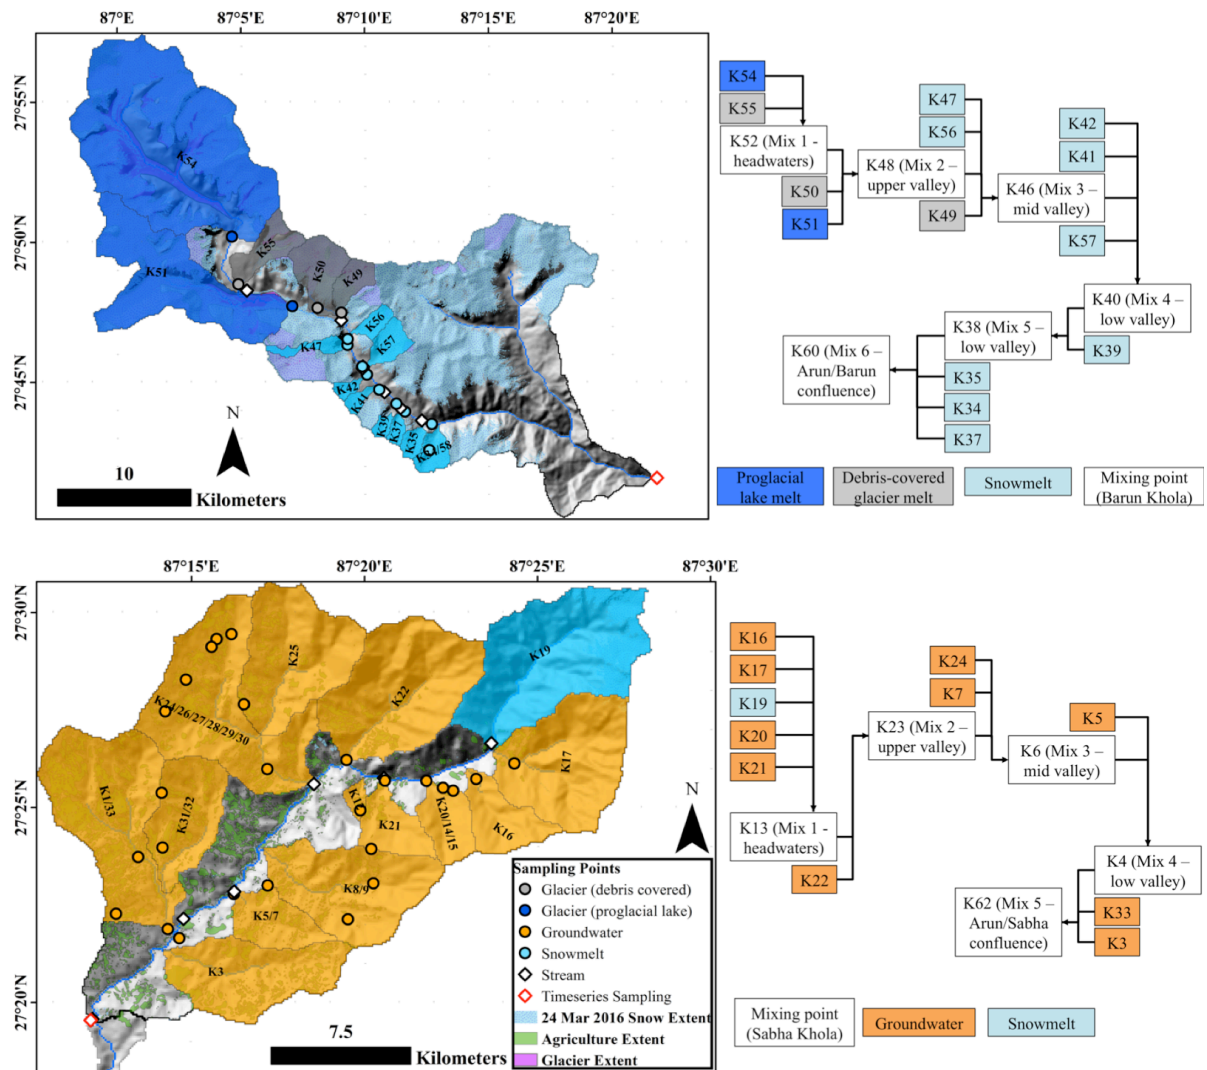 87°E
87°5'E
87°10'E
87°15'E
87°20'E
27°55'N
27°50'N
27°45'N
K54
K55
K50
K49
K51
K56
K57
K47
K42
K41
K39
K37
K35
N
10
Kilometers
K54
K55
K52 (Mix 1 -
headwaters)
K50
K51
K47
K56
K48 (Mix 2 –
upper valley)
K49
K42
K41
K46 (Mix 3 –
mid valley)
K57
K40 (Mix 4 –
low valley)
K39
K38 (Mix 5 –
low valley)
K35
K34
K37
K60 (Mix 6 –
Arun/Barun
confluence)
Proglacial
lake melt
Debris-covered
glacier melt
Snowmelt
Mixing point
(Barun Khola)
87°15'E
87°20'E
87°25'E
87°30'E
27°30'N
27°25'N
27°20'N
K19
K25
K22
K24/26/27/28/29/30
K17
K1/33
K31/32
K21
K20/14/15
K16
K8/9
K5/7
K3
N
7.5
Kilometers
Sampling Points
Glacier (debris covered)
Glacier (proglacial lake)
Groundwater
Snowmelt
Stream
Timeseries Sampling
24 Mar 2016 Snow Extent
Agriculture Extent
Glacier Extent
K16
K17
K19
K20
K21
K13 (Mix 1 -
headwaters)
K22
K24
K7
K23 (Mix 2 –
upper valley)
K5
K6 (Mix 3 –
mid valley)
K4 (Mix 4 –
low valley)
K33
K3
K62 (Mix 5 –
Arun/Sabha
confluence)
Mixing point
(Sabha Khola)
Groundwater
Snowmelt